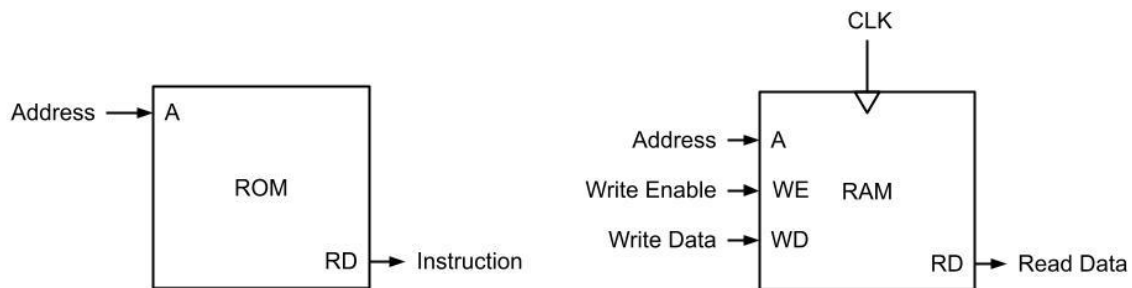 CLK
Address
A
ROM
RD
Instruction
Address
A
Write Enable
WE
RAM
Write Data
WD
RD
Read Data